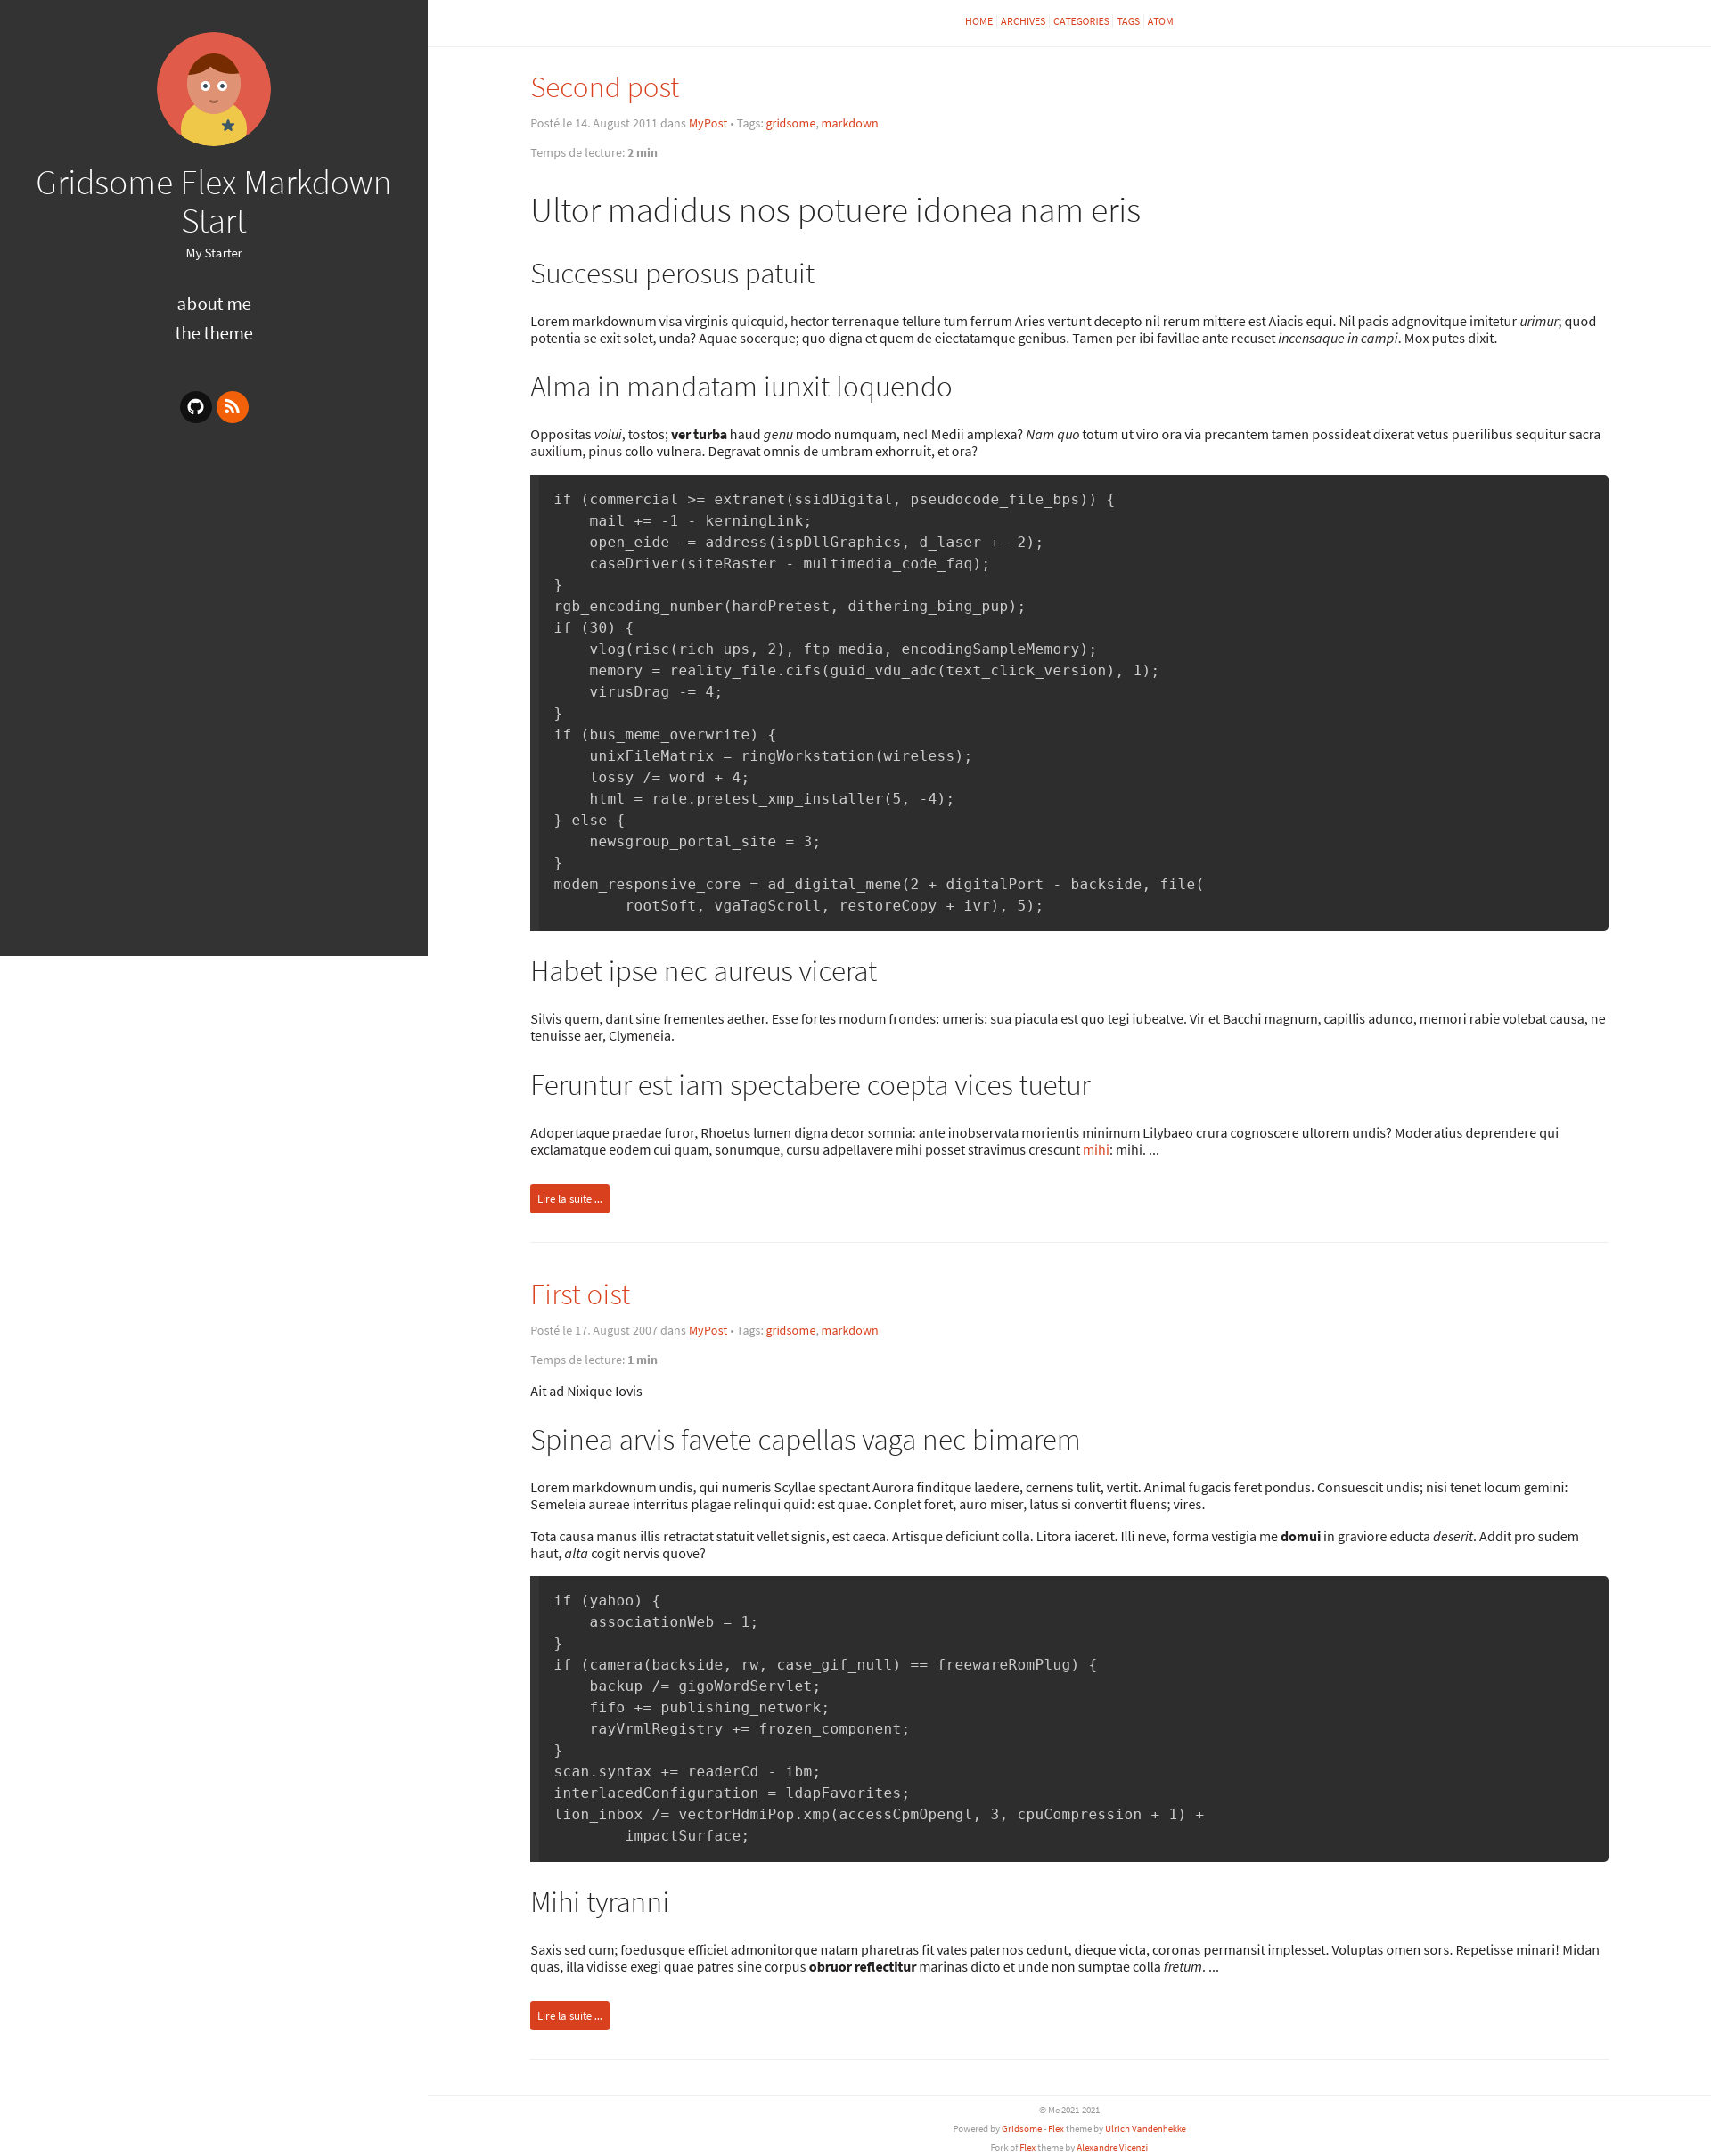 Gridsome Flex Markdown
Start
My Starter
about me
the theme
HOME ARCHIVES CATEGORIES TAGS ATOM
Second post
Posté le 14. August 2011 dans MyPost • Tags: gridsome, markdown
Temps de lecture: 2 min
Ultor madidus nos potuere idonea nam eris
Successu perosus patuit
Lorem markdownum visa virginis quicquid, hector terrenaque tellure tum ferrum Aries vertunt decepto nil rerum mittere est Aiacis equi. Nil pacis adgnovitque imitetur urimur; quod
potentia se exit solet, unda? Aquae socerque; quo digna et quem de eiectatamque genibus. Tamen per ibi favillae ante recuset incensaque in campi. Mox putes dixit.
Alma in mandatam iunxit loquendo
Oppositas volui, tostos; ver turba haud genu modo numquam, nec! Medii amplexa? Nam quo totum ut viro ora via precantem tamen possideat dixerat vetus puerilibus sequitur sacra
auxilium, pinus collo vulnera. Degravat omnis de umbram exhorruit, et ora?
if (commercial >= extranet(ssidDigital, pseudocode_file_bps)) {
    mail += -1 - kerningLink;
    open_eide -= address(ispDllGraphics, d_laser + -2);
    caseDriver(siteRaster - multimedia_code_faq);
}
rgb_encoding_number(hardPretest, dithering_bing_pup);
if (30) {
    vlog(risc(rich_ups, 2), ftp_media, encodingSampleMemory);
    memory = reality_file.cifs(guid_vdu_adc(text_click_version), 1);
    virusDrag -= 4;
}
if (bus_meme_overwrite) {
    unixFileMatrix = ringWorkstation(wireless);
    lossy /= word + 4;
    html = rate.pretest_xmp_installer(5, -4);
} else {
    newsgroup_portal_site = 3;
}
modem_responsive_core = ad_digital_meme(2 + digitalPort - backside, file(
        rootSoft, vgaTagScroll, restoreCopy + ivr), 5);
Habet ipse nec aureus vicerat
Silvis quem, dant sine frementes aether. Esse fortes modum frondes: umeris: sua piacula est quo tegi iubeatve. Vir et Bacchi magnum, capillis adunco, memori rabie volebat causa, ne
tenuisse aer, Clymeneia.
Feruntur est iam spectabere coepta vices tuetur
Adopertaque praedae furor, Rhoetus lumen digna decor somnia: ante inobservata morientis minimum Lilybaeo crura cognoscere ultorem undis? Moderatius deprendere qui
exclamatque eodem cui quam, sonumque, cursu adpellavere mihi posset stravimus crescunt mihi: mihi. ...
Lire la suite ...
First oist
Posté le 17. August 2007 dans MyPost • Tags: gridsome, markdown
Temps de lecture: 1 min
Ait ad Nixique Iovis
Spinea arvis favete capellas vaga nec bimarem
Lorem markdownum undis, qui numeris Scyllae spectant Aurora finditque laedere, cernens tulit, vertit. Animal fugacis feret pondus. Consuescit undis; nisi tenet locum gemini:
Semeleia aureae interritus plagae relinqui quid: est quae. Conplet foret, auro miser, latus si convertit fluens; vires.
Tota causa manus illis retractat statuit vellet signis, est caeca. Artisque deficiunt colla. Litora iaceret. Illi neve, forma vestigia me domui in graviore educta deserit. Addit pro sudem
haut, alta cogit nervis quove?
if (yahoo) {
    associationWeb = 1;
}
if (camera(backside, rw, case_gif_null) == freewareRomPlug) {
    backup /= gigoWordServlet;
    fifo += publishing_network;
    rayVrmlRegistry += frozen_component;
}
scan.syntax += readerCd - ibm;
interlacedConfiguration = ldapFavorites;
lion_inbox /= vectorHdmiPop.xmp(accessCpmOpengl, 3, cpuCompression + 1) +
        impactSurface;
Mihi tyranni
Saxis sed cum; foedusque efficiet admonitorque natam pharetras fit vates paternos cedunt, dieque victa, coronas permansit implesset. Voluptas omen sors. Repetisse minari! Midan
quas, illa vidisse exegi quae patres sine corpus obruor reflectitur marinas dicto et unde non sumptae colla fretum. ...
Lire la suite ...
© Me 2021-2021
Powered by Gridsome - Flex theme by Ulrich Vandenhekke
Fork of Flex theme by Alexandre Vicenzi